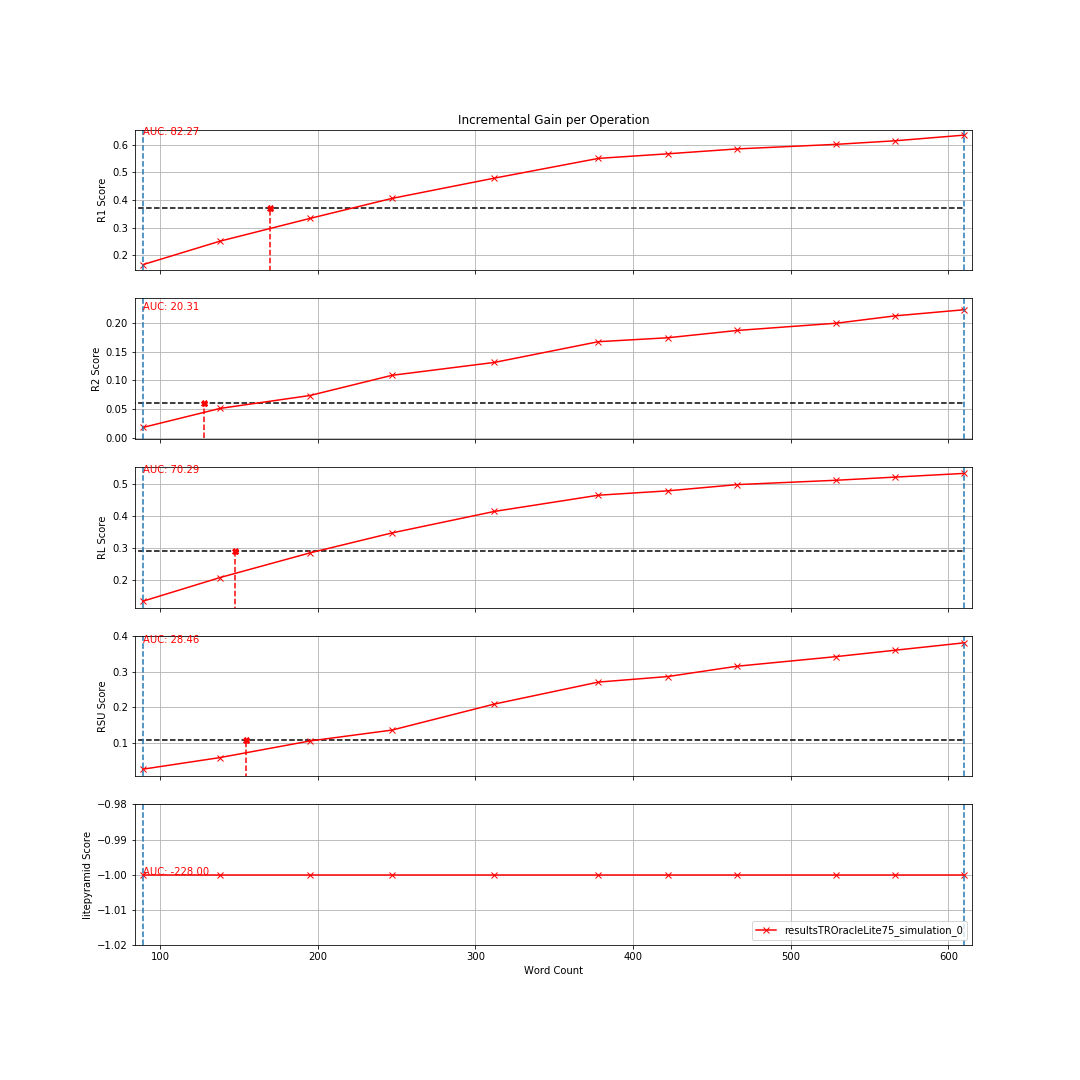 Incremental Gain per Operation
AUC: 82.27
0.6
0.5
0.4
0.3
0.2
R1 Score
AUC: 20.31
0.20
0.15
0.10
0.05
0.00
R2 Score
AUC: 70.29
0.5
0.4
0.3
0.2
RL Score
AUC: 28.46
0.4
0.3
0.2
0.1
RSU Score
−0.98
−0.99
−1.00
−1.01
−1.02
AUC: -228.00
litepyramid Score
resultsTROracleLite75_simulation_0
100 200 300 400 500 600
Word Count